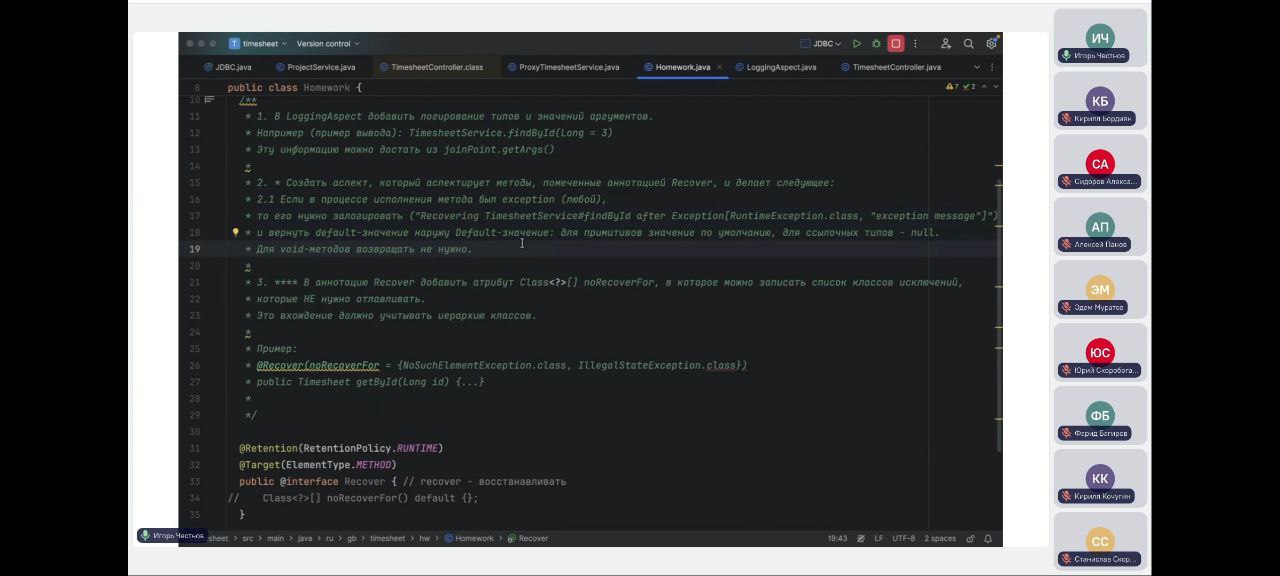 timesheet Version control JDBC
JDBC.java ProjectService.java TimesheetController.class ProxyTimesheetService.java Homework.java LoggingAspect.java TimesheetController.java
8 public class Homework { 7 2
10 /**
11 * 1. В LoggingAspect добавить логирование типов и значений аргументов.
12 * Например (пример вывода): TimesheetService.findById(Long = 3)
13 * Эту информацию можно достать из joinPoint.getArgs()
14 *
15 * 2. * Создать аспект, который аспектирует методы, помеченные аннотацией Recover, и делает следующее:
16 * 2.1 Если в процессе исполнения метода был exception (любой),
17 * то его нужно залогировать ("Recovering TimesheetService#findById after Exception[RuntimeException.class, "exception message"]")
18 * и вернуть default-значение наружу Default-значение: для примитивов значение по умолчанию, для ссылочных типов - null.
19 * Для void-методов возвращать не нужно.
20 *
21 * 3. **** В аннотацию Recover добавить атрибут Class<?>[] noRecoverFor, в которое можно записать список классов исключений,
22 * которые НЕ нужно отлавливать.
23 * Это вхождение должно учитывать иерархию классов.
24 *
25 * Пример:
26 * @Recover(noRecoverFor = {NoSuchElementException.class, IllegalStateException.class})
27 * public Timesheet getById(Long id) {...}
28 *
29 */
30
31 @Retention(RetentionPolicy.RUNTIME)
32 @Target(ElementType.METHOD)
33 public @interface Recover { // recover - восстанавливать
34 // Class<?>[] noRecoverFor() default {};
35 }
Игорь Честнов
sheet src main java ru gb timesheet hw Homework Recover 19:43 LF UTF-8 2 spaces
ИЧ
Игорь Честнов
КБ
Кирилл Бордиян
СА
Сидоров Алекса...
АП
Алексей Панов
ЭМ
Эдем Муратов
ЮС
Юрий Скоробога...
ФБ
Фарид Багиров
КК
Кирилл Кочугин
СС
Станислав Скор...